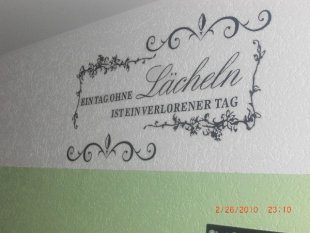 EIN TAG OHNE Lächeln
IST EIN VERLORENER TAG
2/26/2010 23:10